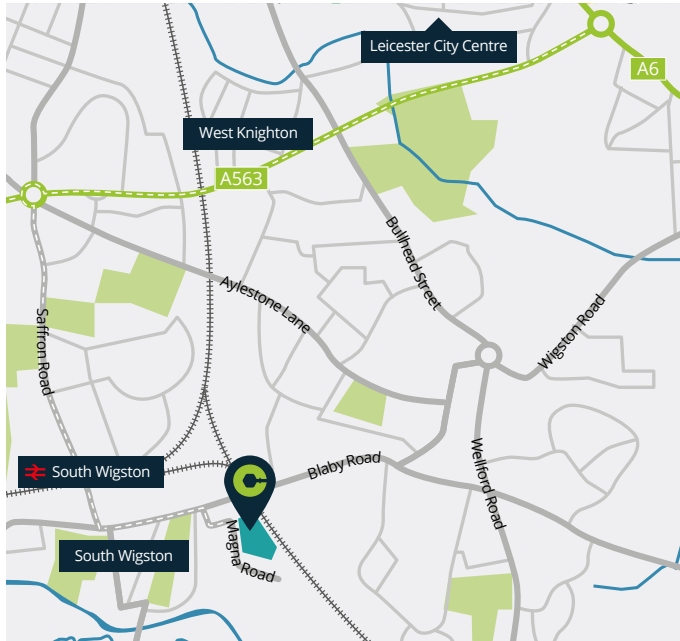 Leicester City Centre
A6
West Knighton
A563
Bullhead Street
Aylestone Lane
Saffron Road
Wigston Road
South Wigston
Blaby Road
Wellford Road
South Wigston
Magna Road